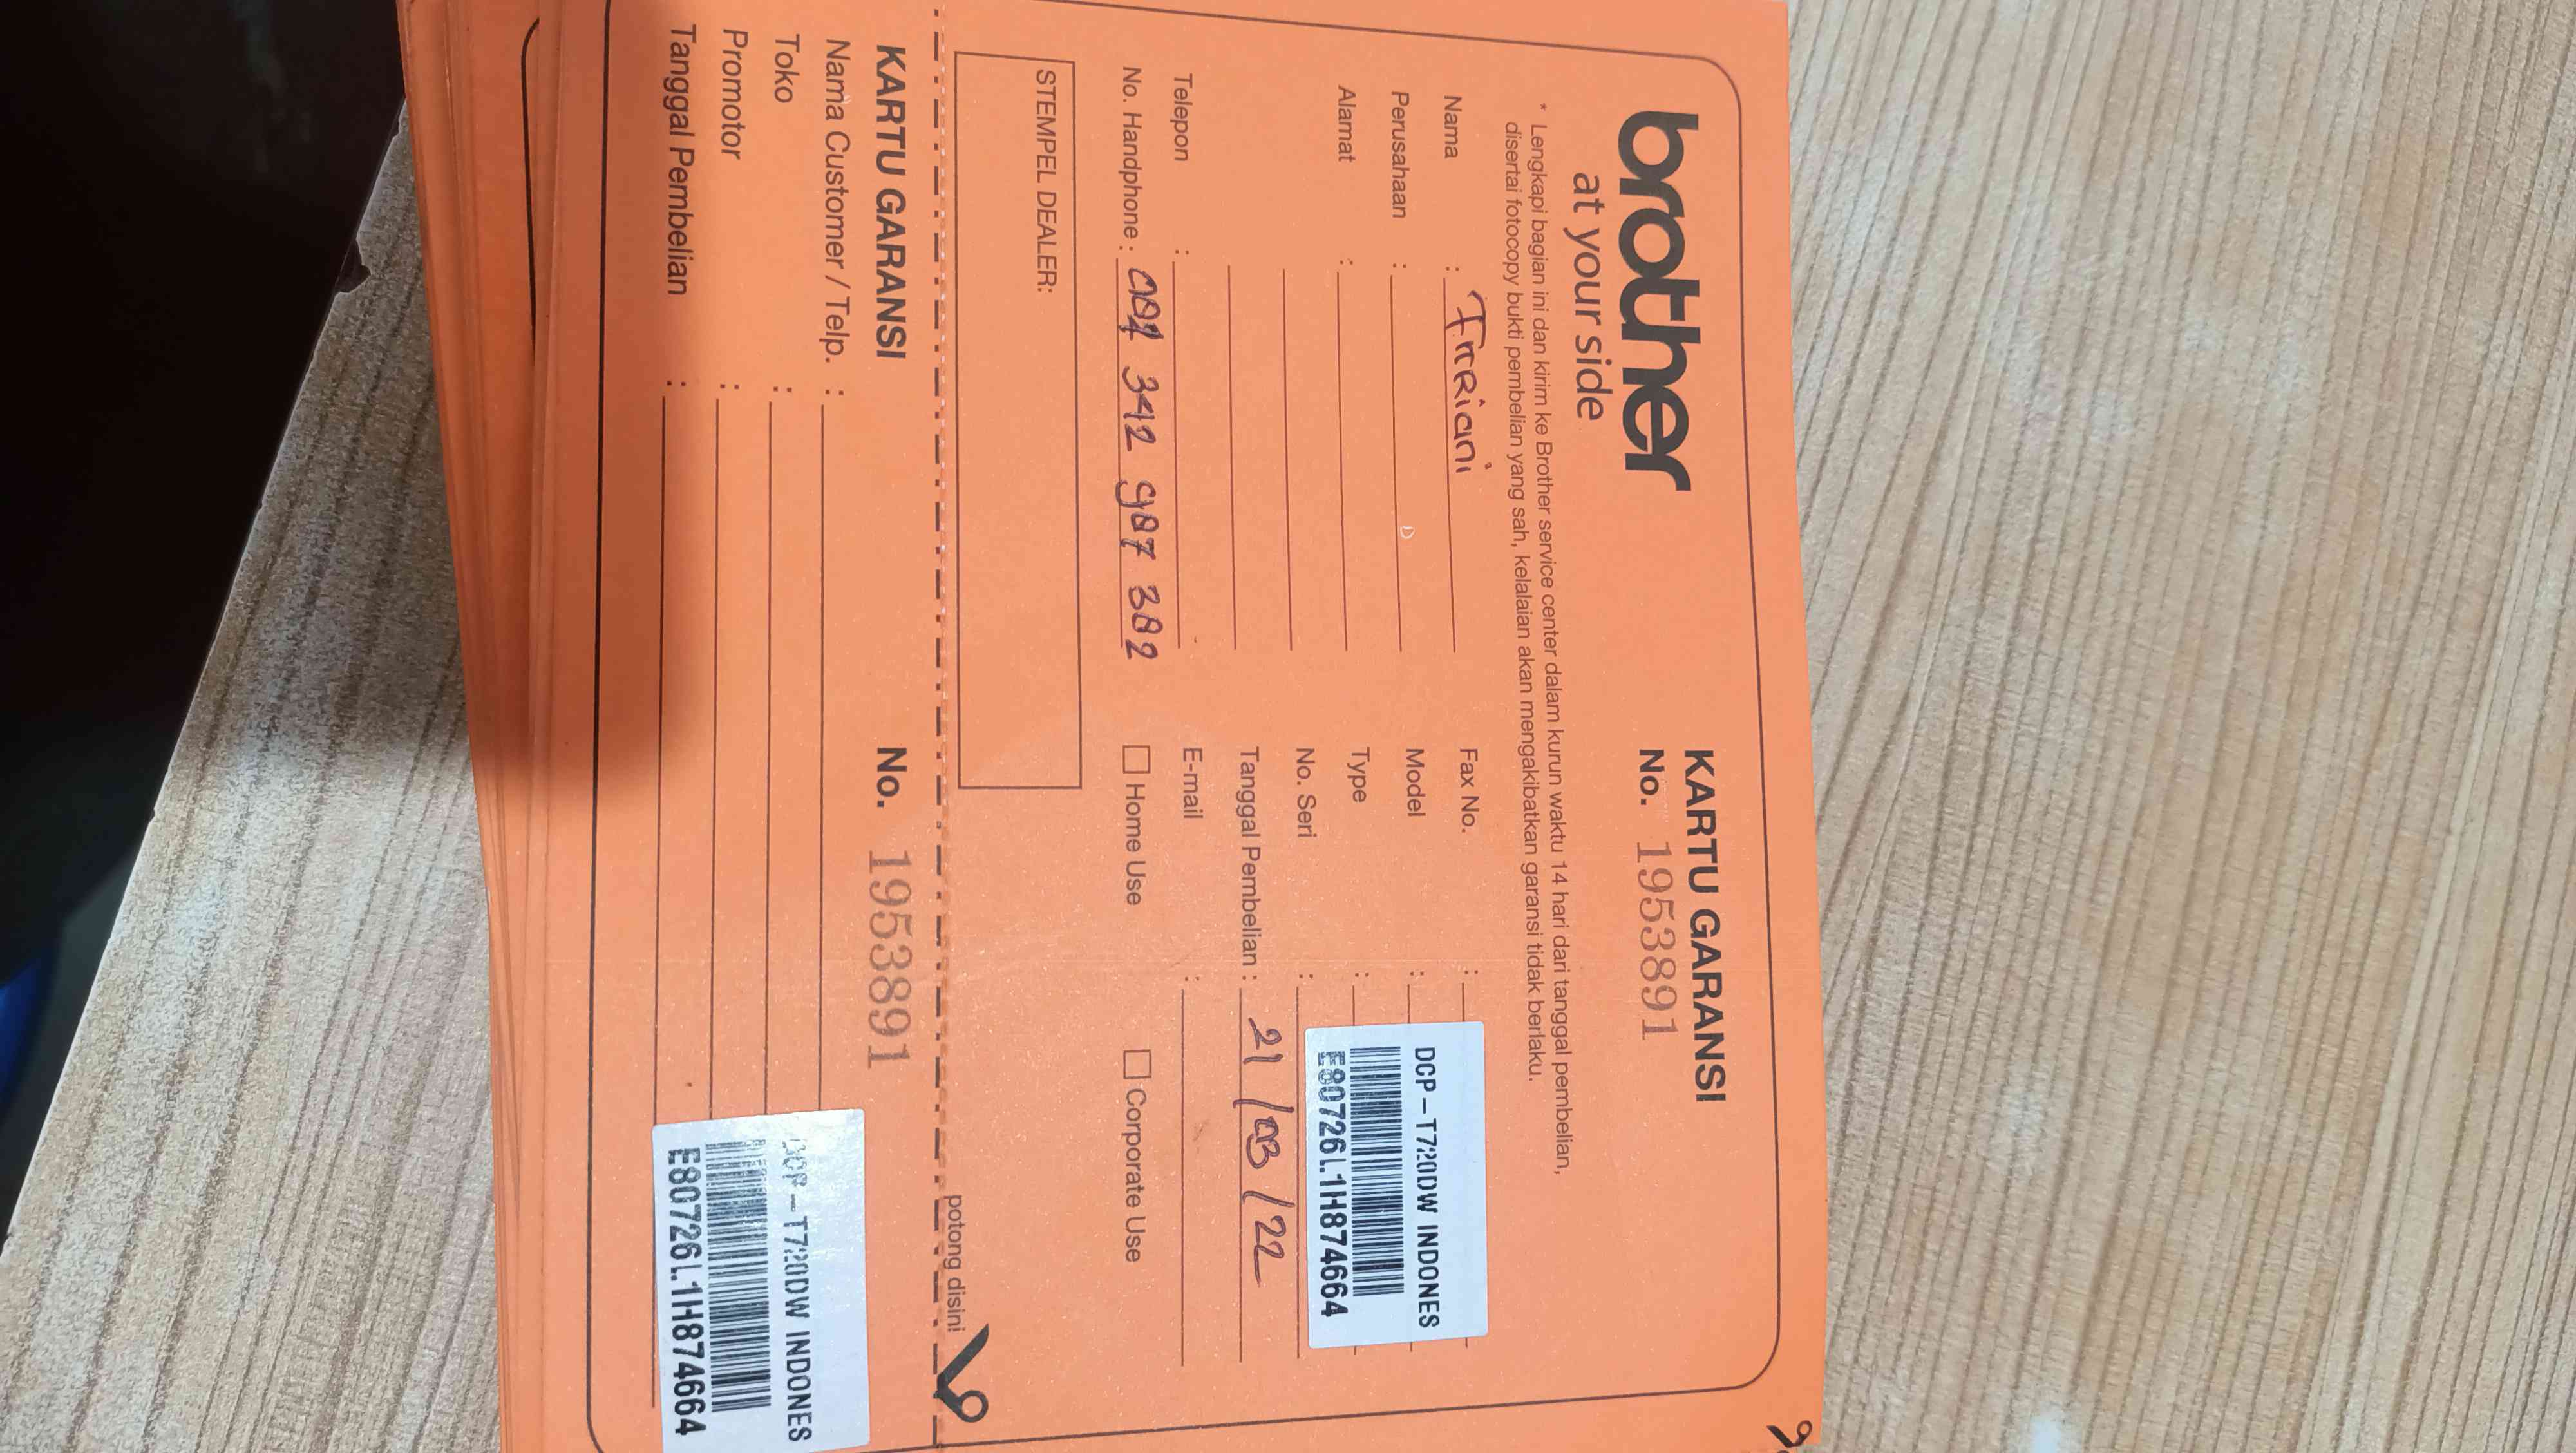 brother
at your side
KARTU GARANSI
No. 1953891
* Lengkapi bagian ini dan kirim ke Brother service center dalam kurun waktu 14 hari dari tanggal pembelian,
disertai fotocopy bukti pembelian yang sah, kelalaian akan mengakibatkan garansi tidak berlaku.
Nama : FITRiani
Perusahaan :
Alamat :
Telepon :
No. Handphone : 342 987 382
Fax No. :
Model :
Type :
No. Seri :
DCP-T720DW INDONES
E80726L1H874664
Tanggal Pembelian : 21/03/22
E-mail :
Home Use
Corporate Use
STEMPEL DEALER:
potong disini
KARTU GARANSI
No. 1953891
Nama Customer / Telp. :
Toko :
Promotor :
Tanggal Pembelian :
DCP-T720DW INDONES
E80726L1H874664